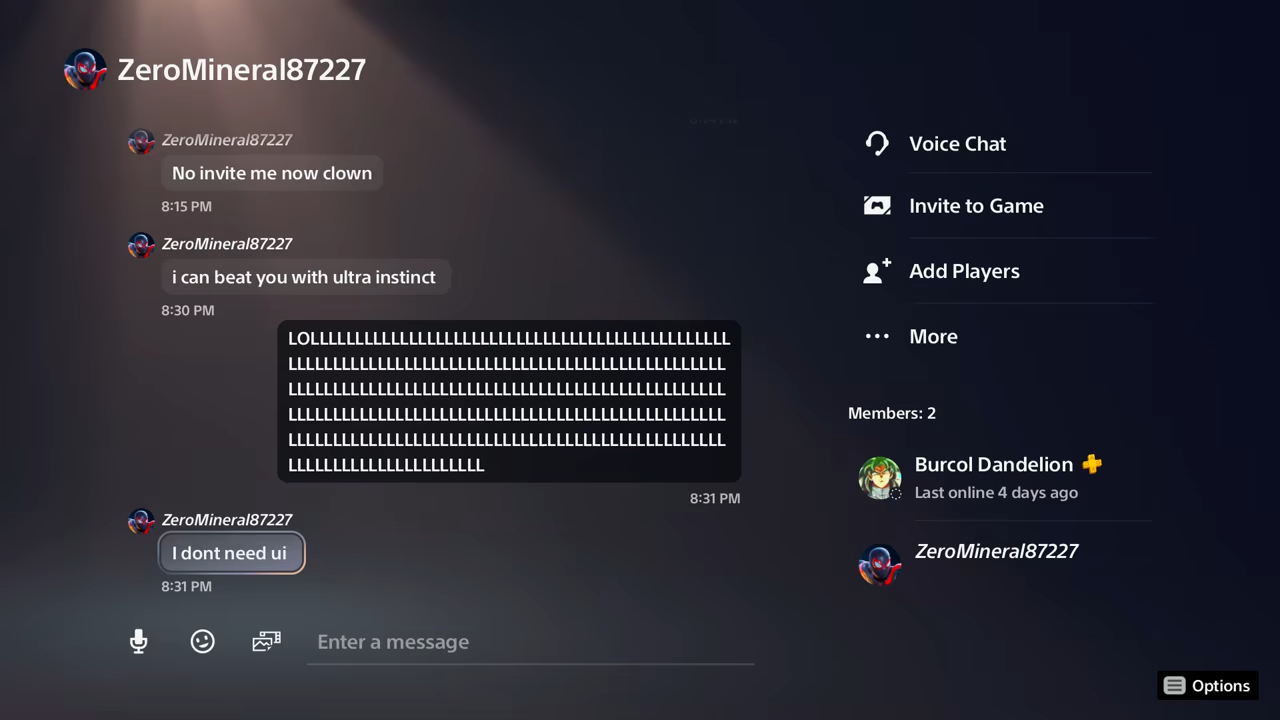 ZeroMineral87227
ZeroMineral87227
No invite me now clown
8:15 PM
ZeroMineral87227
i can beat you with ultra instinct
8:30 PM
LOLLLLLLLLLLLLLLLLLLLLLLLLLLLLLLLLLLLLLLLLLLLLLLL
LLLLLLLLLLLLLLLLLLLLLLLLLLLLLLLLLLLLLLLLLLLLLLLLL
LLLLLLLLLLLLLLLLLLLLLLLLLLLLLLLLLLLLLLLLLLLLLLLLL
LLLLLLLLLLLLLLLLLLLLLLLLLLLLLLLLLLLLLLLLLLLLLLLLL
LLLLLLLLLLLLLLLLLLLLLLLLLLLLLLLLLLLLLLLLLLLLLLLLL
LLLLLLLLLLLLLLLLLLLLLL
8:31 PM
ZeroMineral87227
I dont need ui
8:31 PM
Enter a message
Voice Chat
Invite to Game
Add Players
More
Members: 2
Burcol Dandelion
Last online 4 days ago
ZeroMineral87227
Options